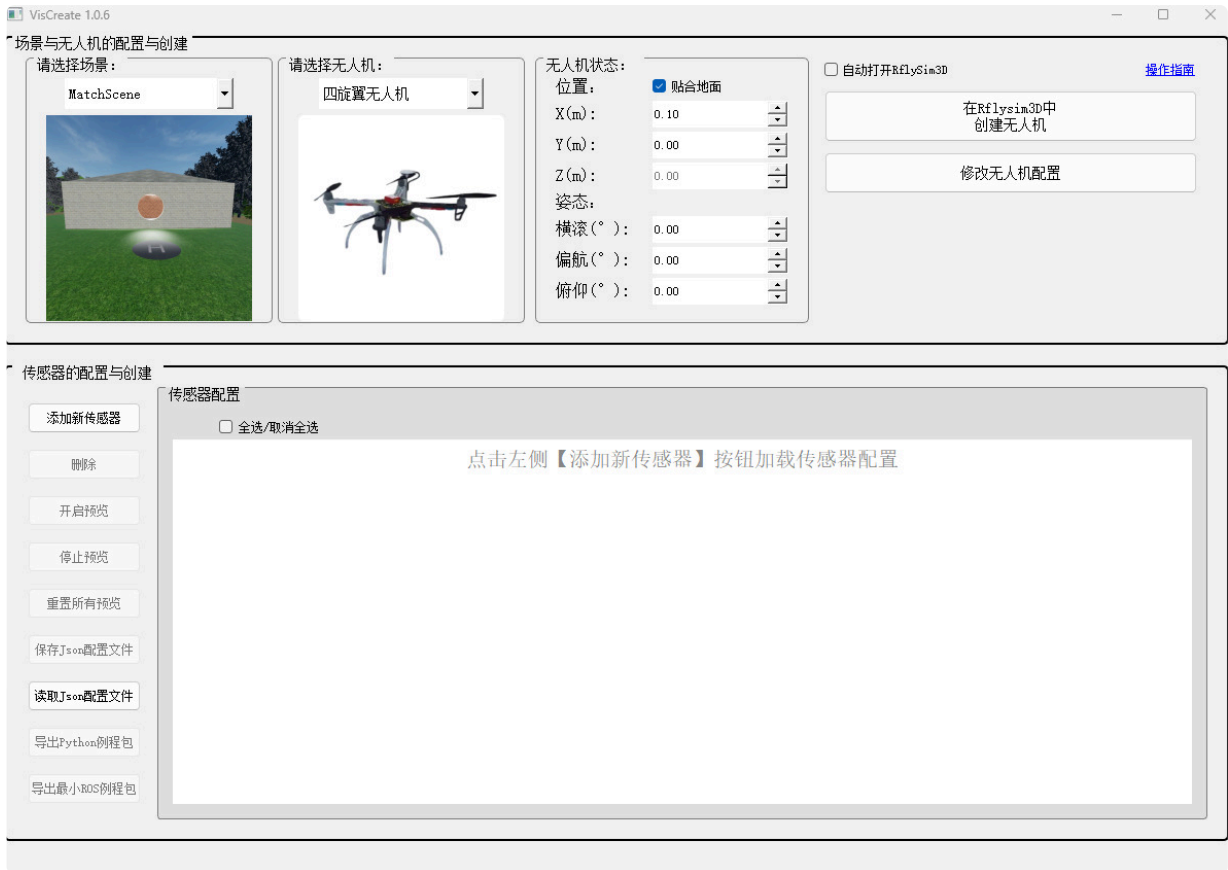 VisCreate 1.0.6
场景与无人机的配置与创建
请选择场景：
MatchScene
请选择无人机：
四旋翼无人机
无人机状态：
位置：
贴合地面
X(m)：
0.10
Y(m)：
0.00
Z(m)：
0.00
姿态：
横滚(°)：
0.00
偏航(°)：
0.00
俯仰(°)：
0.00
自动打开RflySim3D
操作指南
在Rflysim3D中
创建无人机
修改无人机配置
传感器的配置与创建
添加新传感器
删除
开启预览
停止预览
重置所有预览
保存Json配置文件
读取Json配置文件
导出Python例程包
导出最小ROS例程包
传感器配置
全选/取消全选
点击左侧【添加新传感器】按钮加载传感器配置